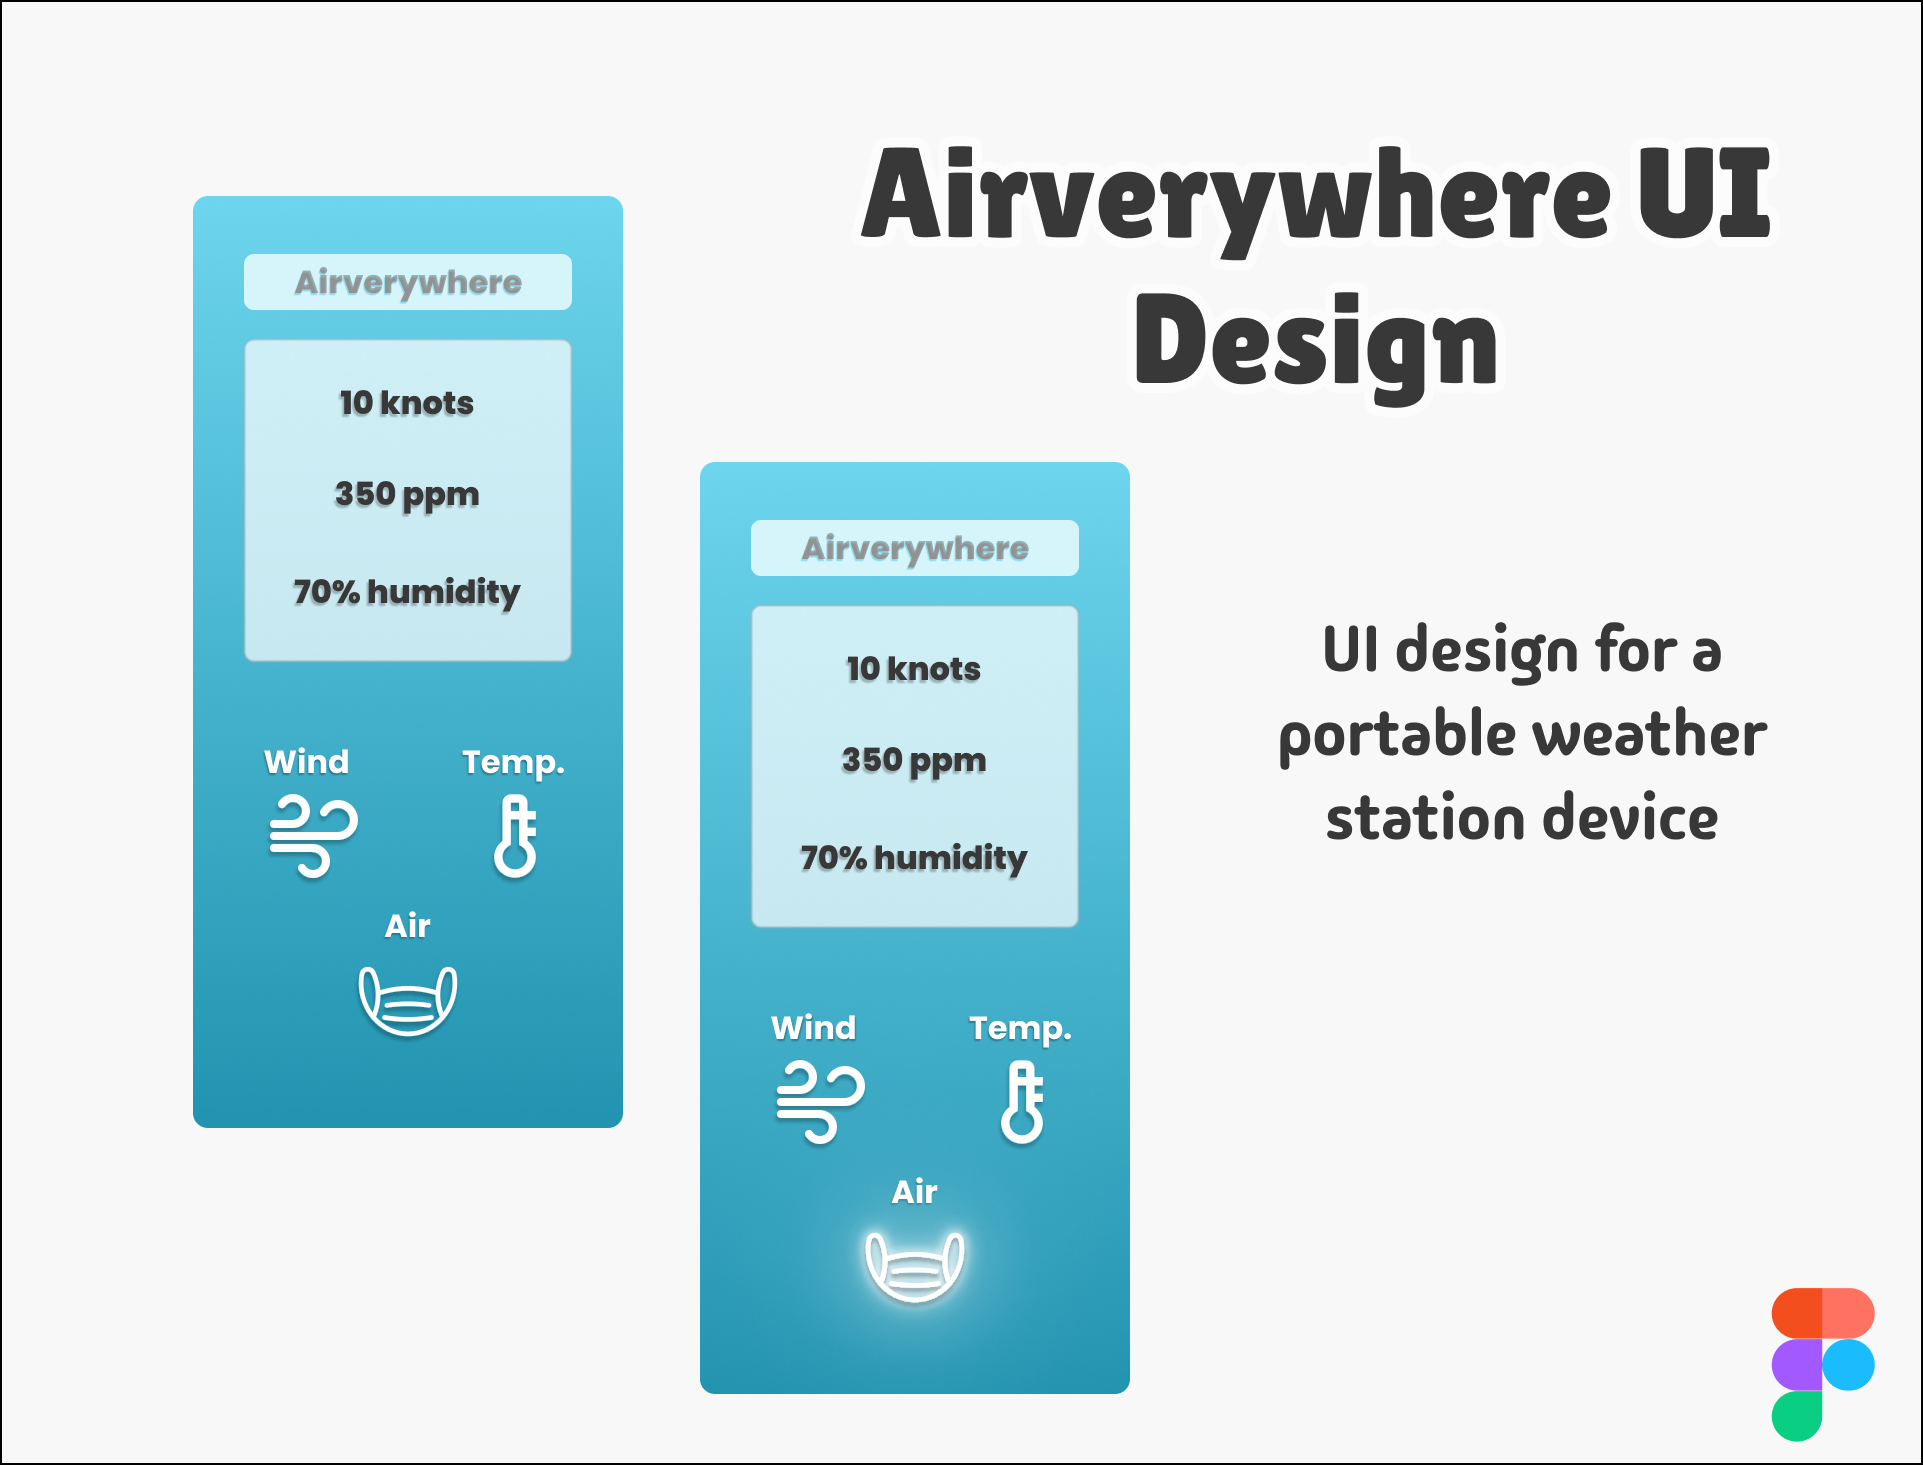 Airverywhere UI
Design
Airverywhere
10 knots
350 ppm
70% humidity
Wind
Temp.
Air
Airverywhere
10 knots
350 ppm
70% humidity
Wind
Temp.
Air
UI design for a
portable weather
station device